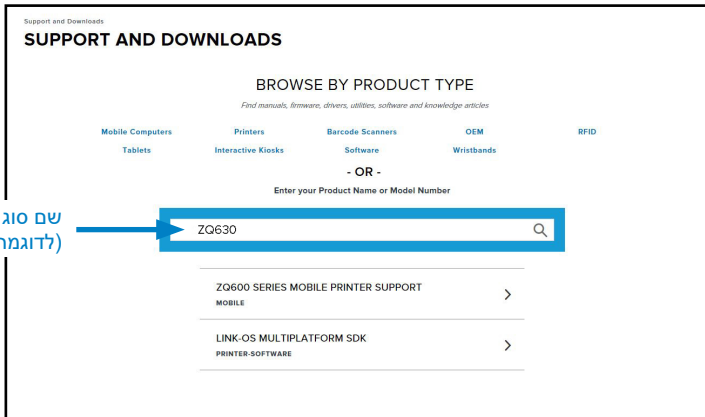 Support and Downloads
SUPPORT AND DOWNLOADS
BROWSE BY PRODUCT TYPE
Find manuals, firmware, drivers, utilities, software and knowledge articles
Mobile Computers Printers Barcode Scanners OEM RFID
Tablets Interactive Kiosks Software Wristbands
- OR -
Enter your Product Name or Model Number
שם סוג
ZQ630
ZQ600 SERIES MOBILE PRINTER SUPPORT
MOBILE
LINK-OS MULTIPLATFORM SDK
PRINTER-SOFTWARE